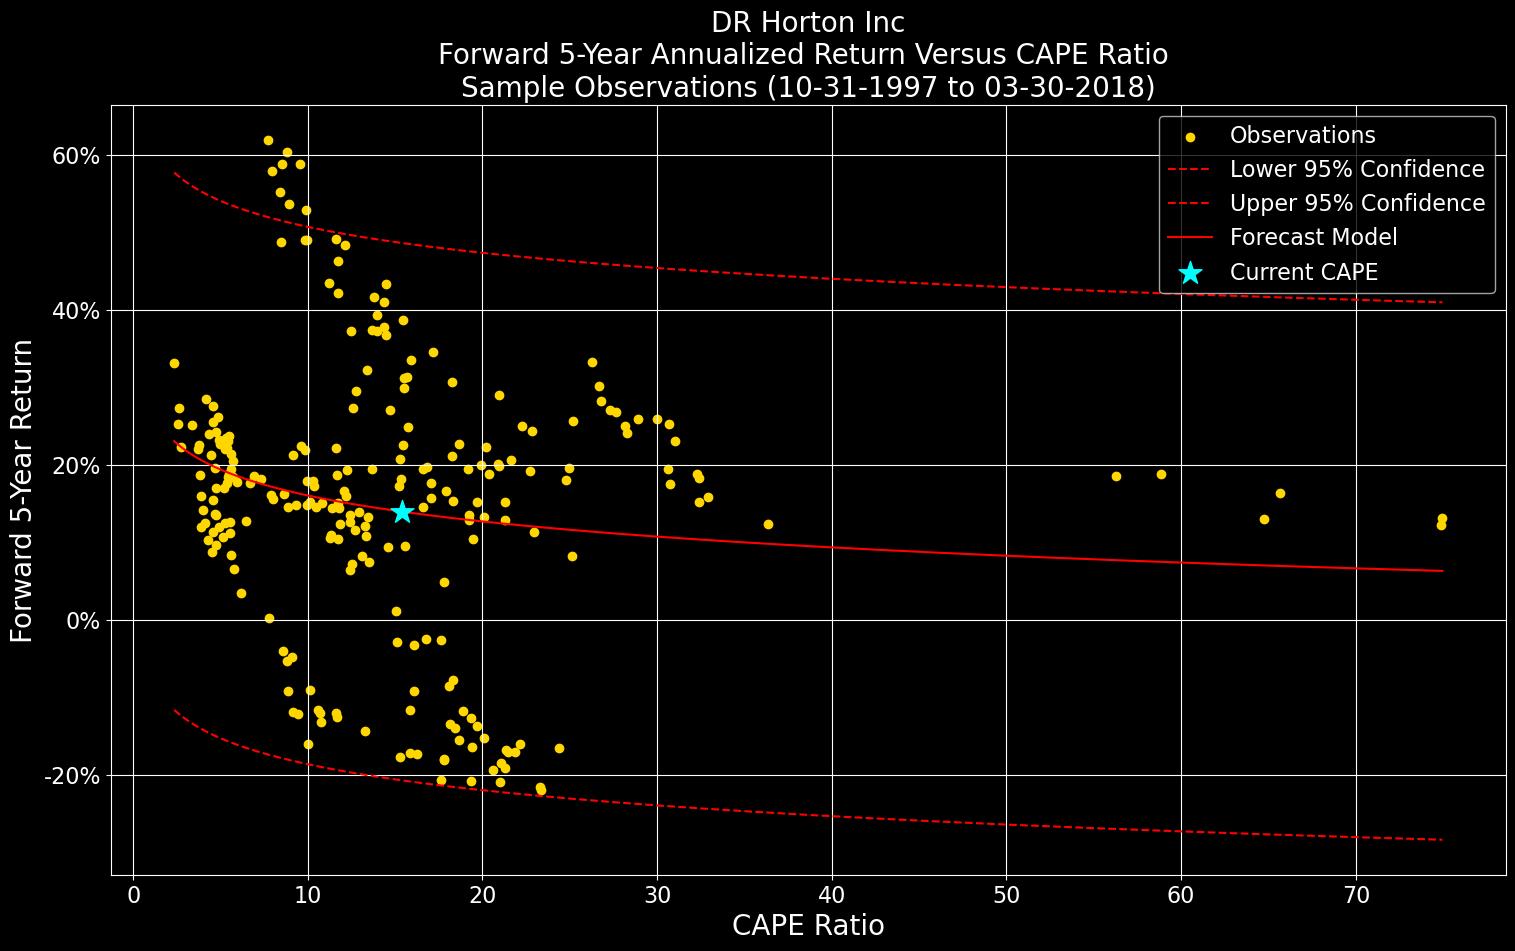 DR Horton Inc
Forward 5-Year Annualized Return Versus CAPE Ratio
Sample Observations (10-31-1997 to 03-30-2018)
Observations
Lower 95% Confidence
Upper 95% Confidence
Forecast Model
Current CAPE
Forward 5-Year Return
60%
40%
20%
0%
-20%
0 10 20 30 40 50 60 70
CAPE Ratio